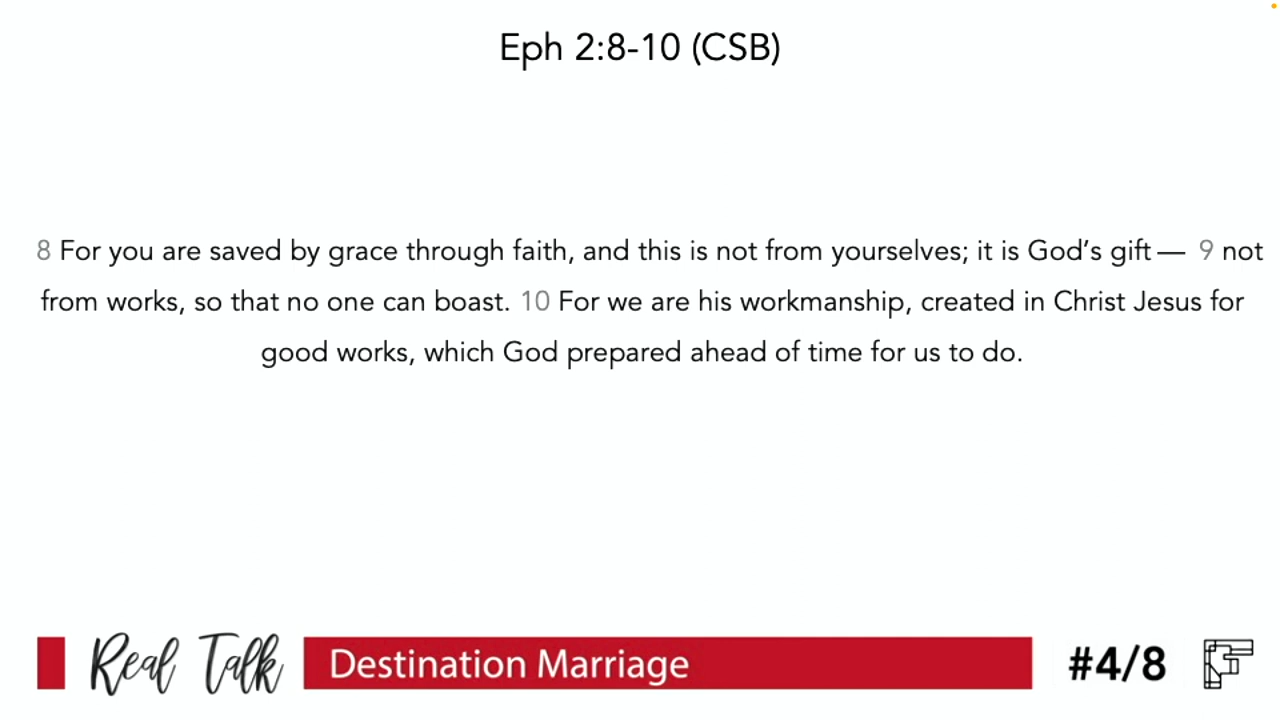 Eph 2:8-10 (CSB)
8 For you are saved by grace through faith, and this is not from yourselves; it is God’s gift — 9 not
from works, so that no one can boast. 10 For we are his workmanship, created in Christ Jesus for
good works, which God prepared ahead of time for us to do.
Real Talk Destination Marriage #4/8